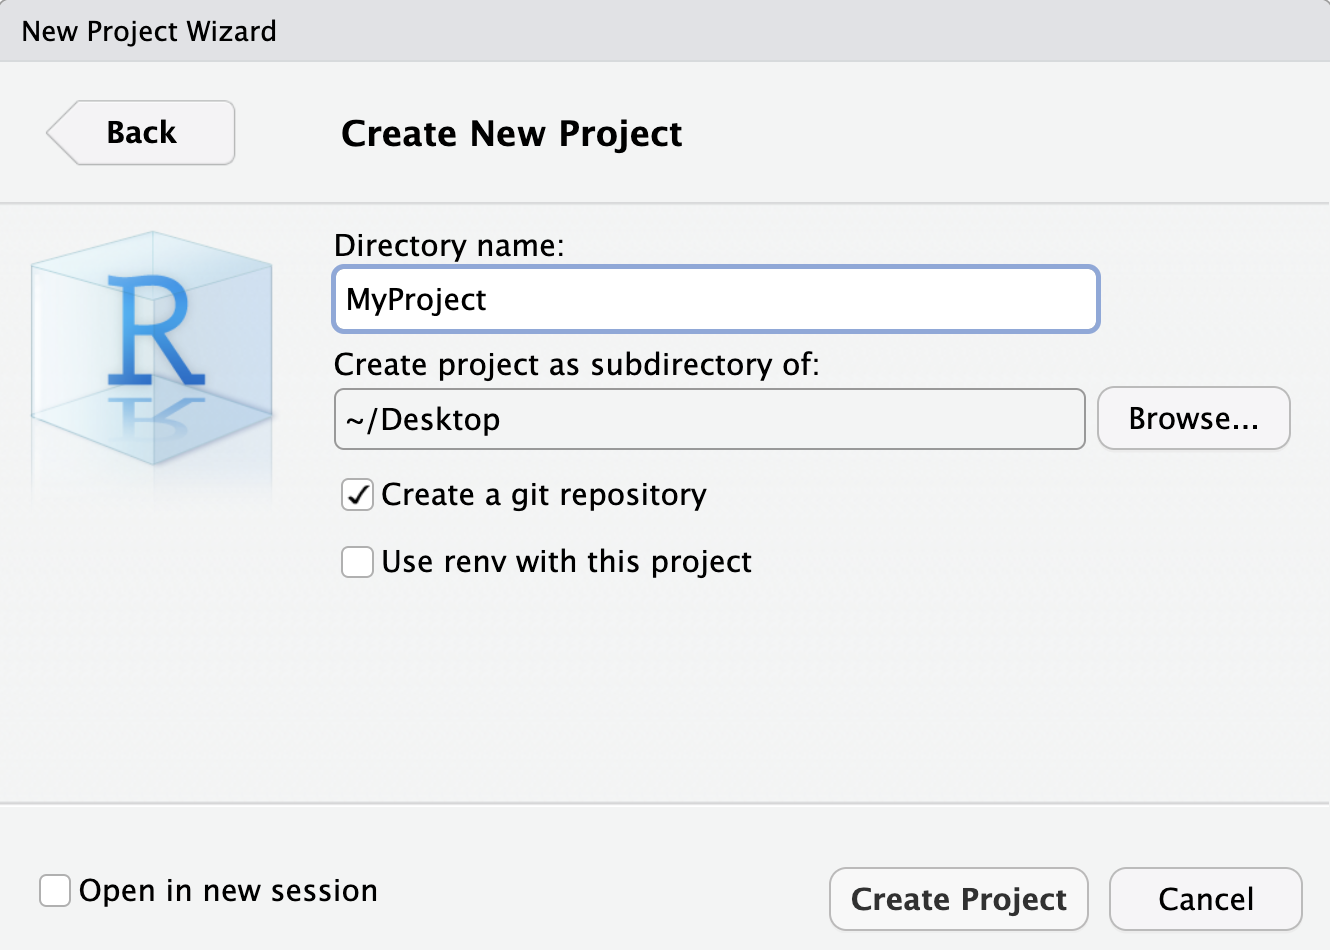 New Project Wizard
Back
Create New Project
R
Directory name:
MyProject
Create project as subdirectory of:
~/Desktop
Browse...
Create a git repository
Use renv with this project
Open in new session
Create Project
Cancel